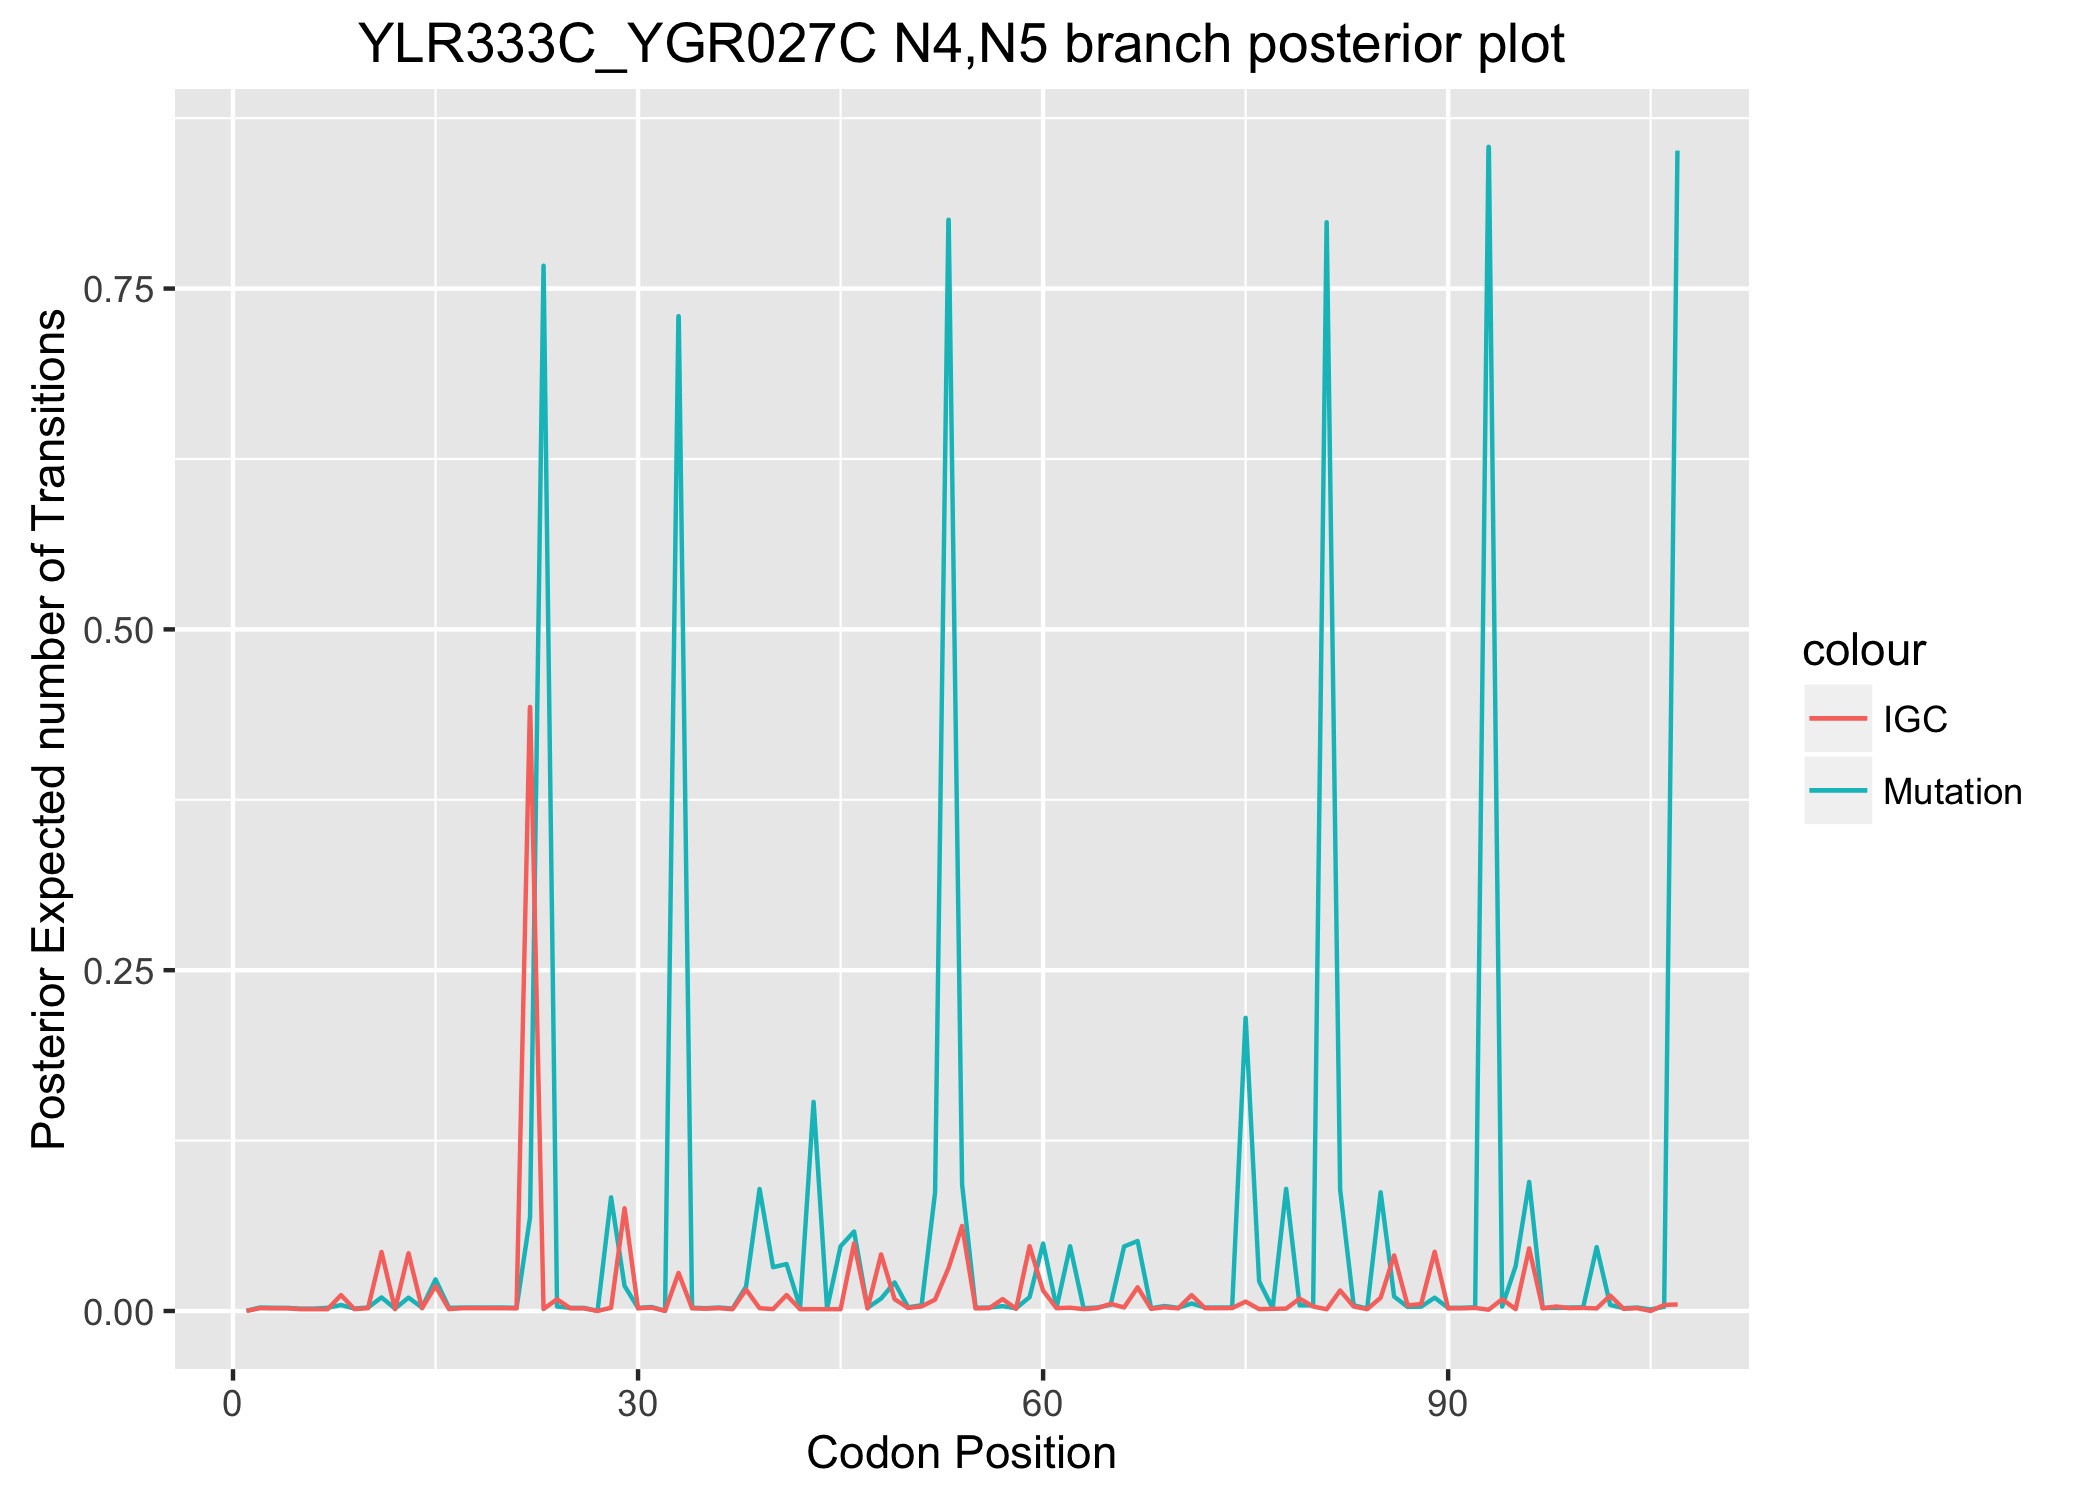 YLR333C_YGR027C N4,N5 branch posterior plot
Posterior Expected number of Transitions
0.75
0.50
0.25
0.00
0
30
60
90
Codon Position
colour
IGC
Mutation